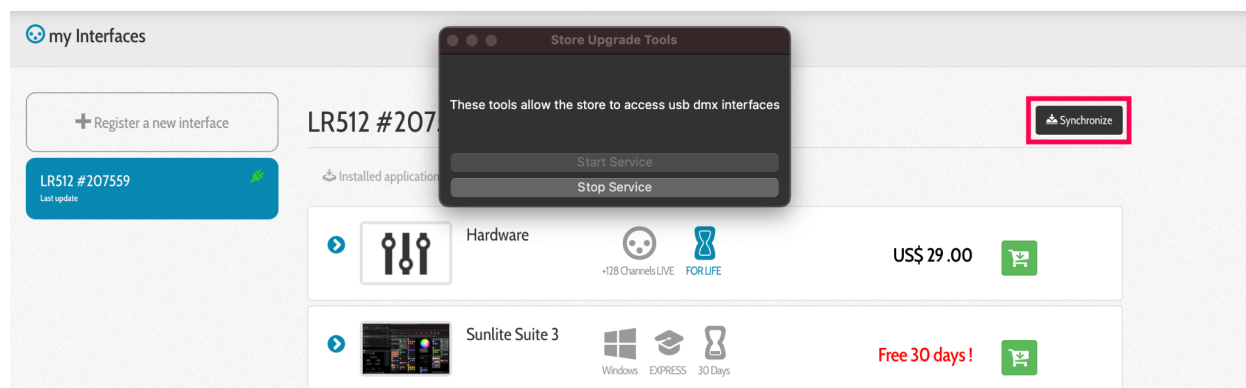 my Interfaces
Store Upgrade Tools
These tools allow the store to access usb dmx interfaces
Start Service
Stop Service
Register a new interface
LR512 #207559
Last update
LR512 #207
Synchronize
Installed application
Hardware
+128 Channels LIVE
FOR LIFE
US$ 29 .00
Sunlite Suite 3
Windows
EXPRESS
30 Days
Free 30 days !